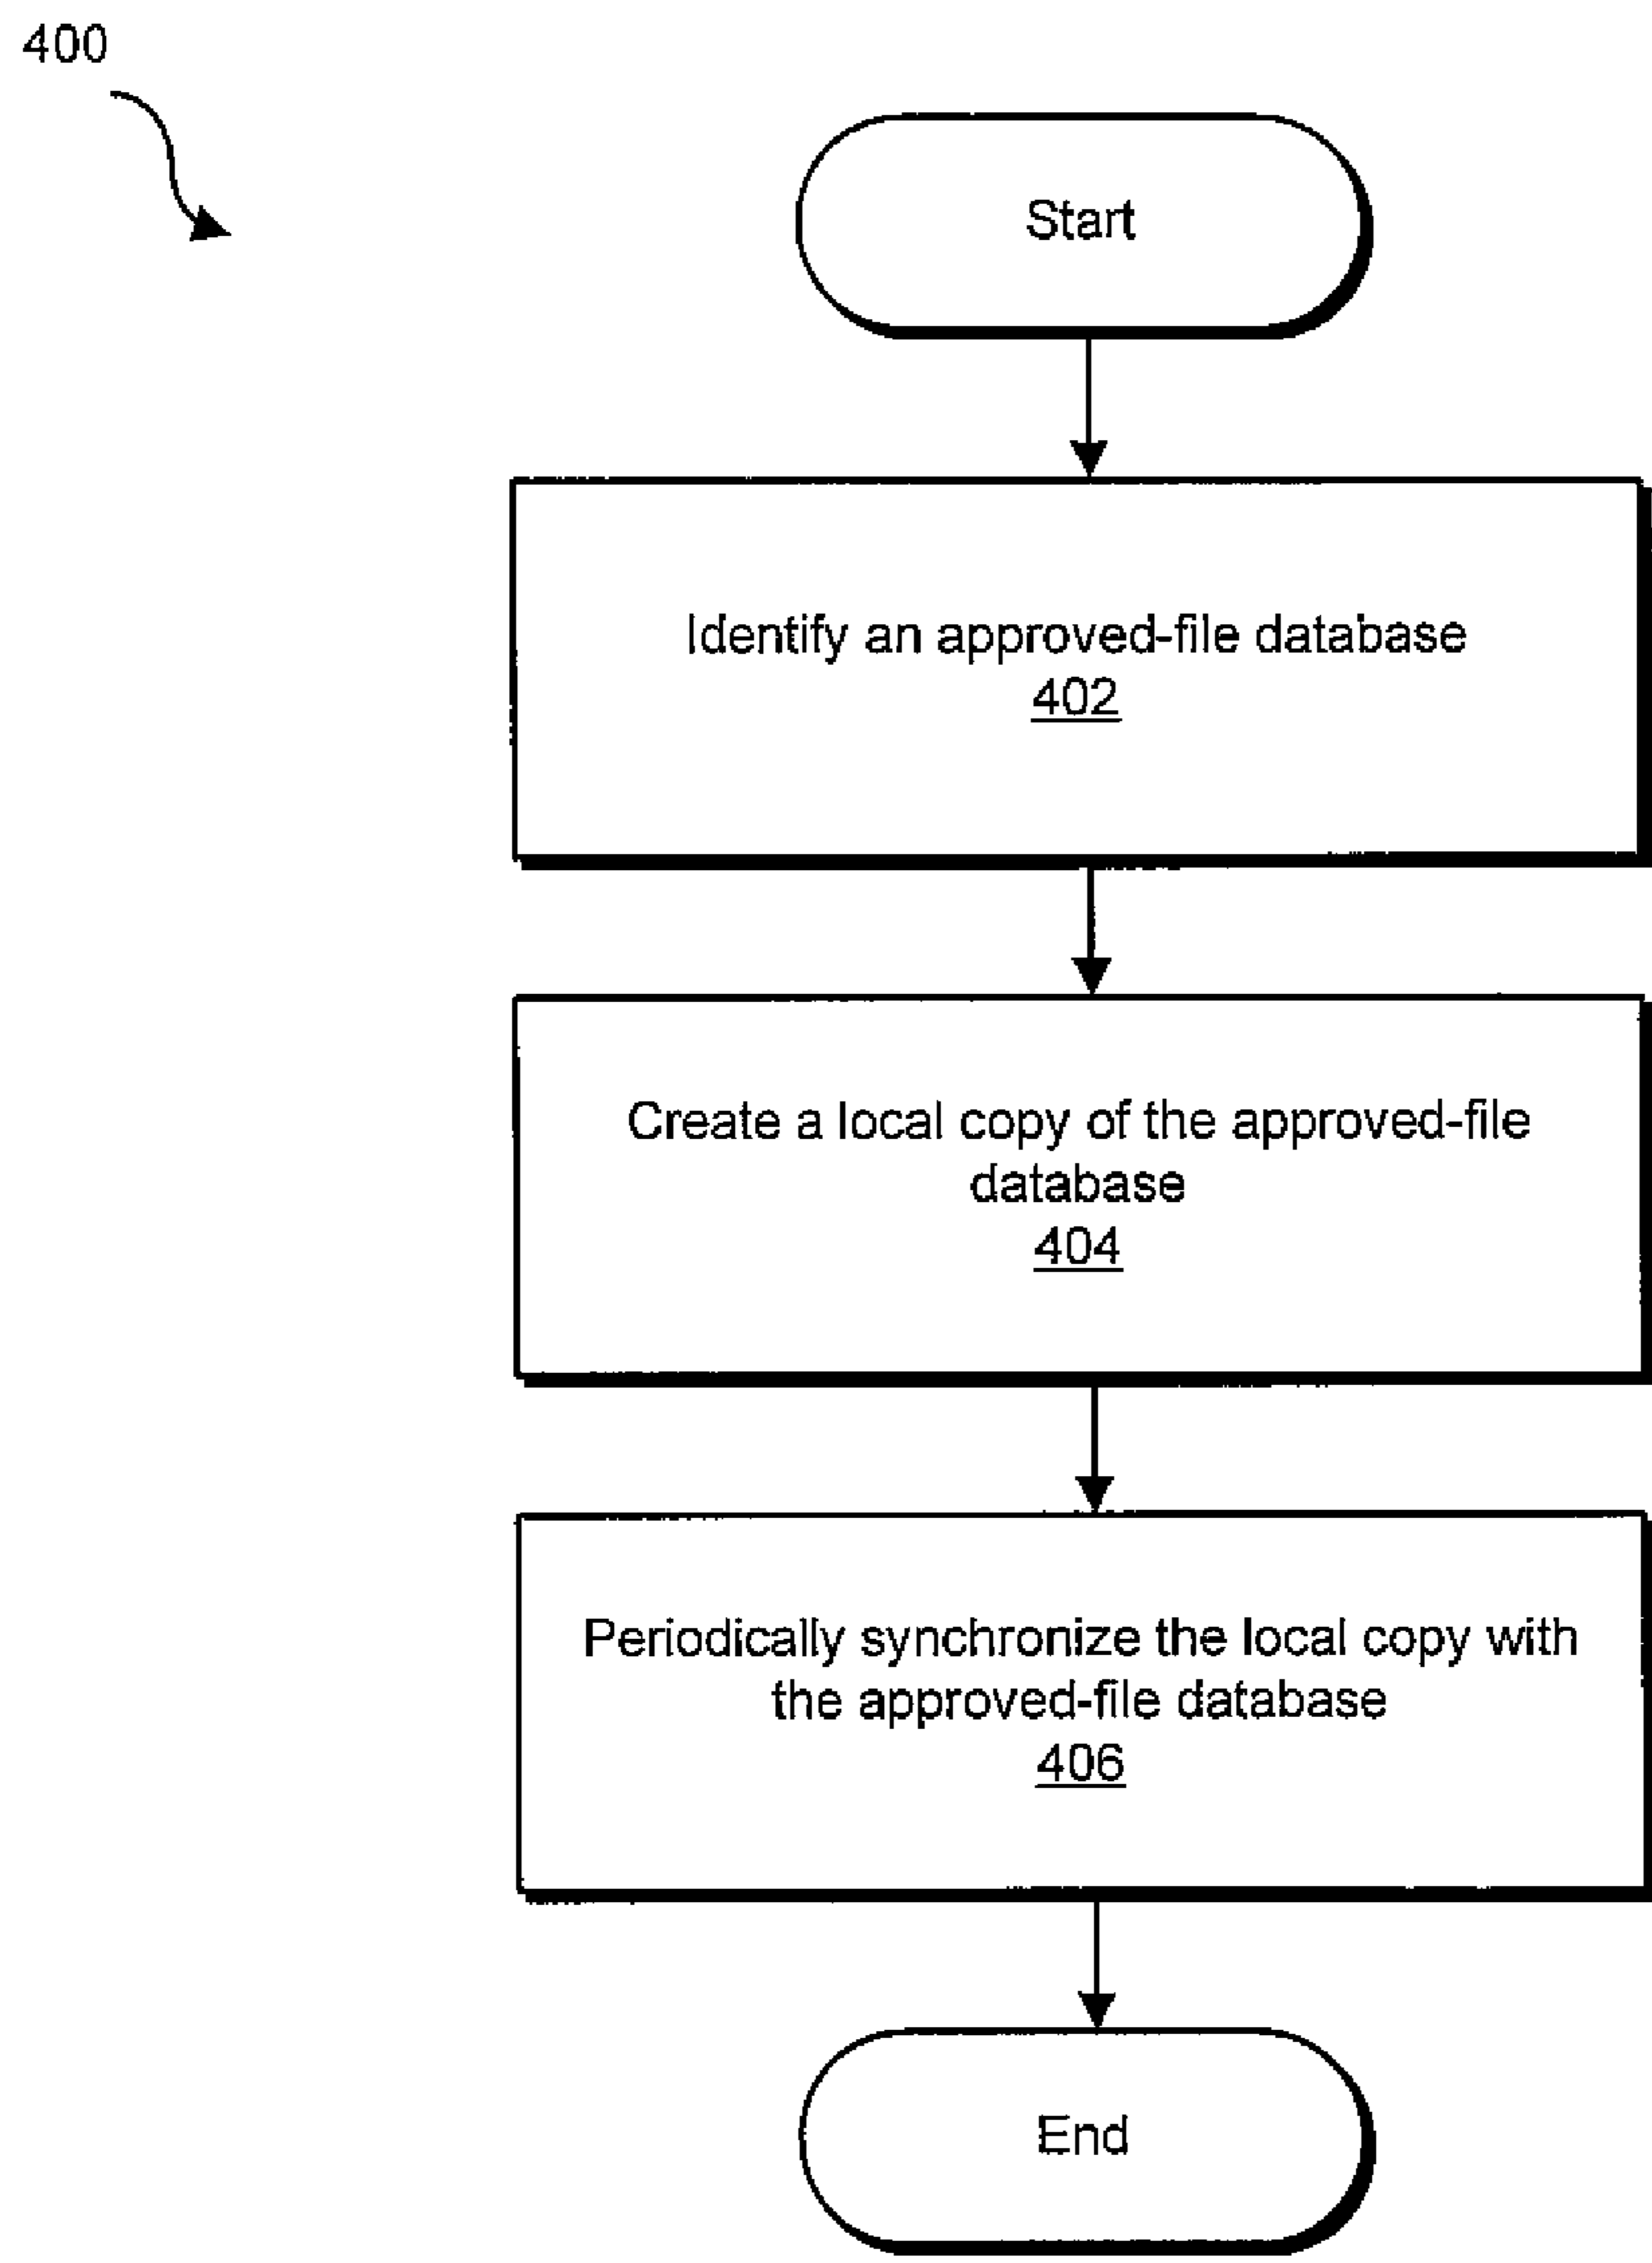 400
Start
Identify an approved-file database
402
Create a local copy of the approved-file
database
404
Periodically synchronize the local copy with
the approved-file database
406
End